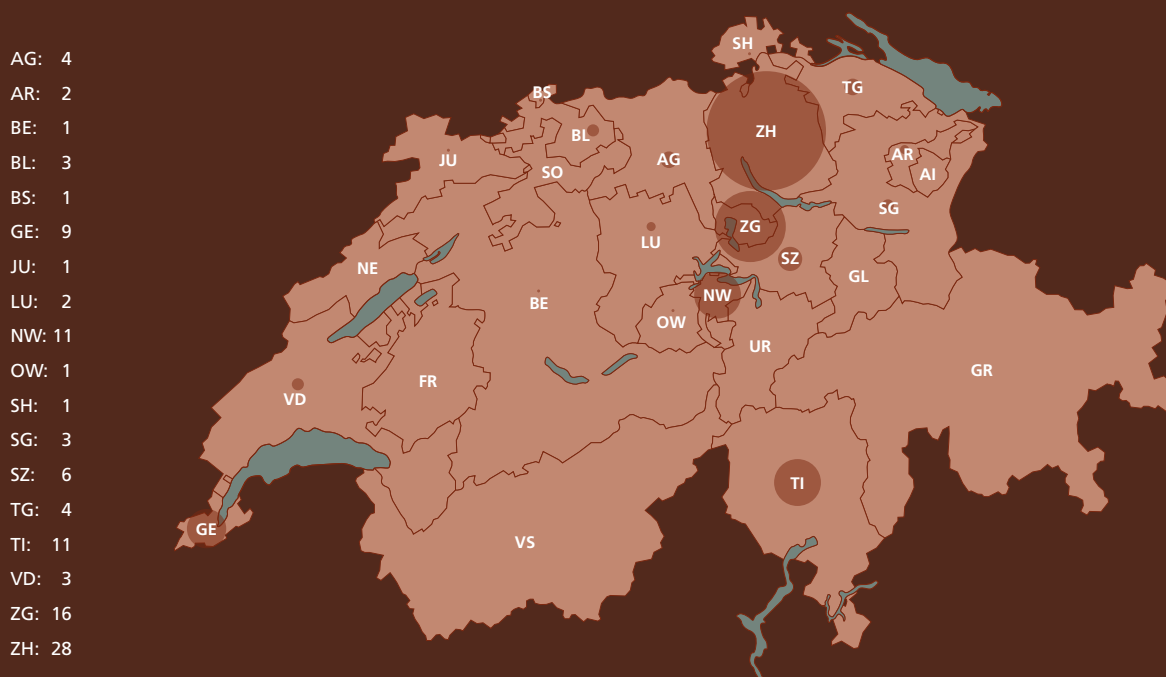 AG: 4
AR: 2
BE: 1
BL: 3
BS: 1
GE: 9
JU: 1
LU: 2
NW: 11
OW: 1
SH: 1
SG: 3
SZ: 6
TG: 4
TI: 11
VD: 3
ZG: 16
ZH: 28
SH
BS
TG
BL
ZH
JU
SO
AG
AR
AI
SG
LU
ZG
NE
SZ
GL
BE
NW
OW
UR
FR
GR
VD
TI
GE
VS